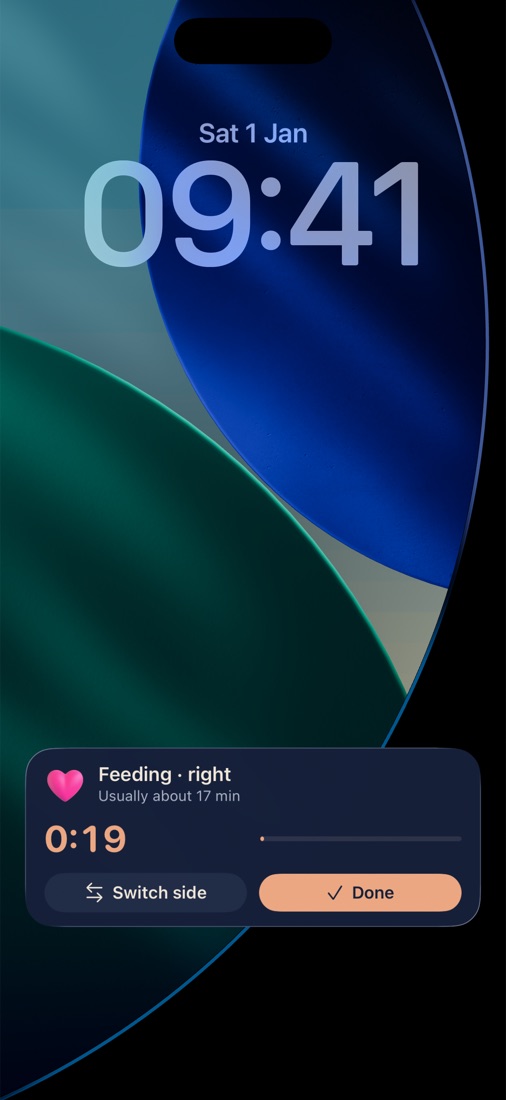 Sat 1 Jan
09:41
Feeding · right
Usually about 17 min
0:19
Switch side
Done